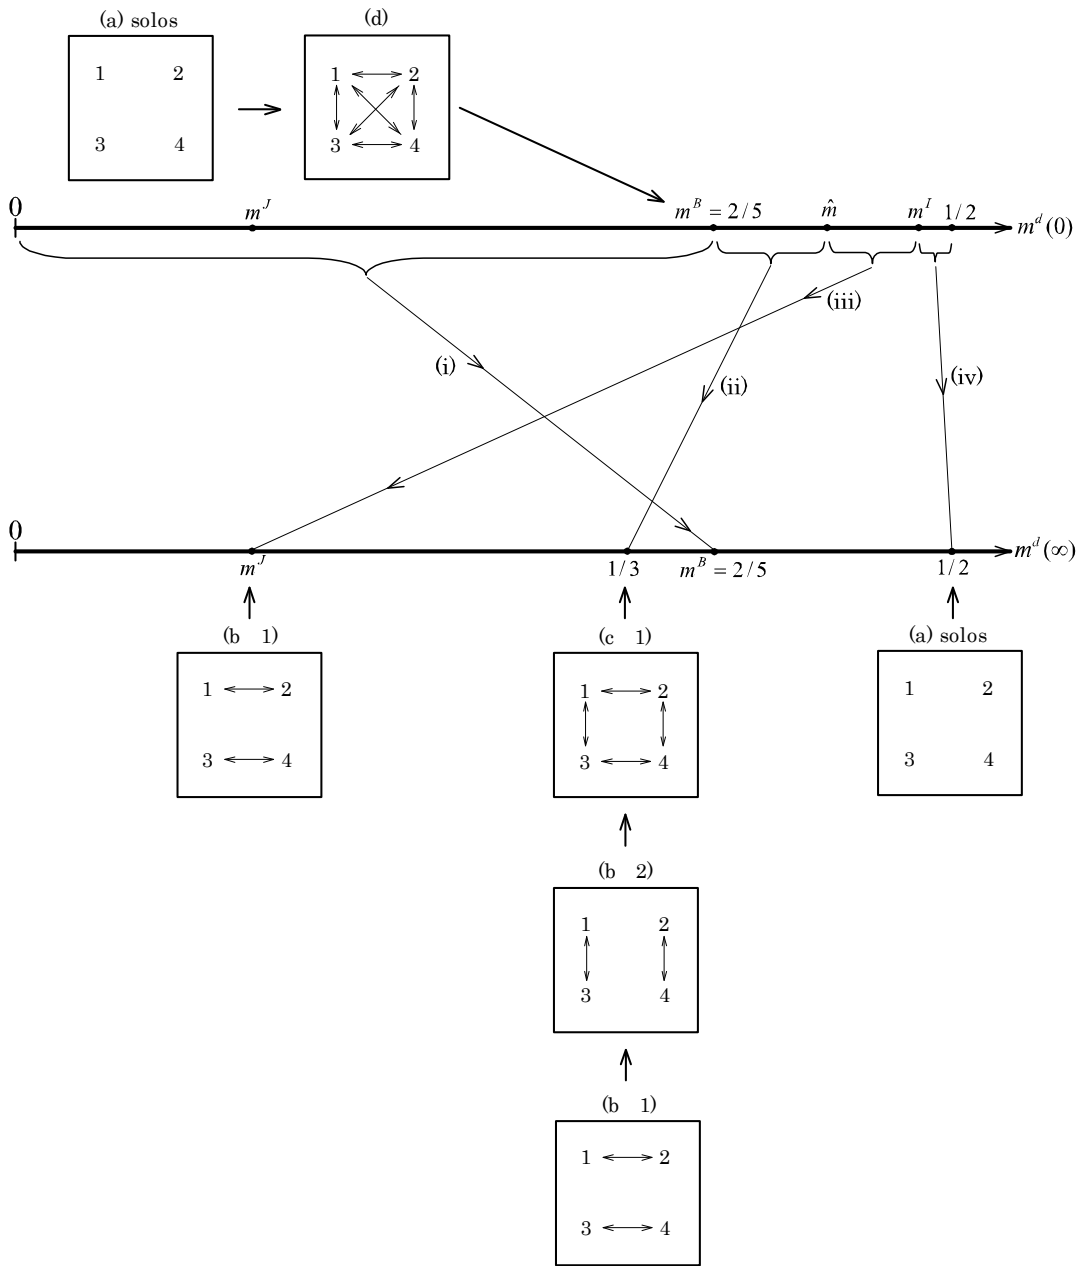 (a) solos
(d)
1 2
3 4
1 2
3 4
0
m^J
m^B = 2/5
m̂
m^I
1/2
m^d(0)
(i)
(ii)
(iii)
(iv)
0
m^J
1/3
m^B = 2/5
1/2
m^d(∞)
(b 1)
1 2
3 4
(c 1)
1 2
3 4
(a) solos
1 2
3 4
(b 2)
1 2
3 4
(b 1)
1 2
3 4